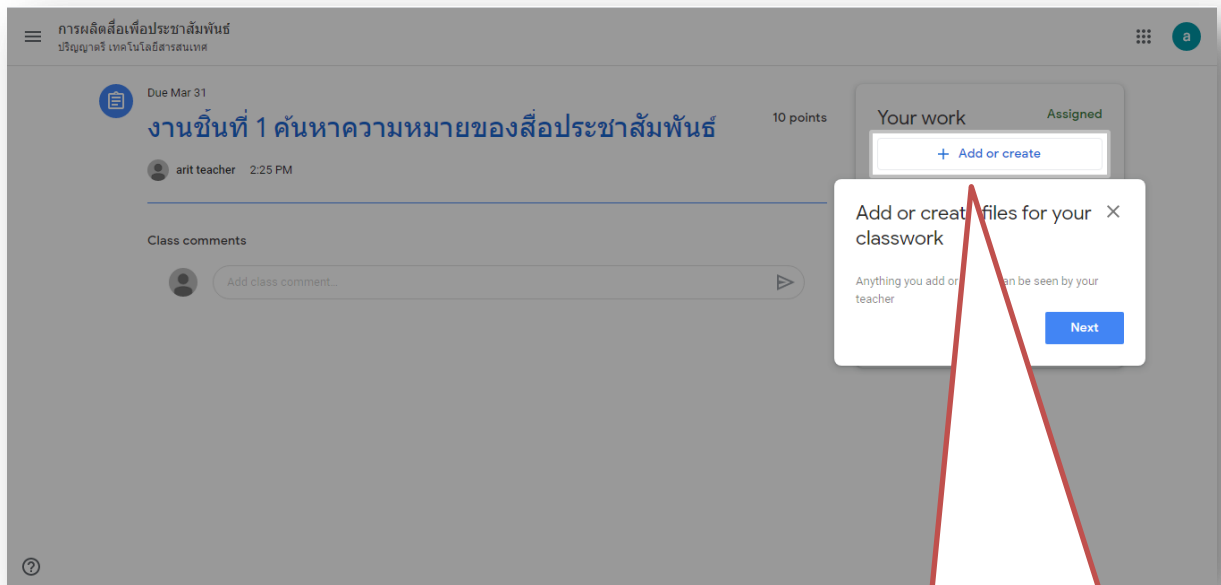 การผลิตสื่อเพื่อประชาสัมพันธ์
ปริญญาตรี เทคโนโลยีสารสนเทศ
a
Due Mar 31
งานชิ้นที่ 1 ค้นหาความหมายของสื่อประชาสัมพันธ์
10 points
arit teacher 2:25 PM
Class comments
Add class comment...
Your work
Assigned
+ Add or create
Add or create files for your
classwork
Anything you add or can be seen by your
teacher
Next